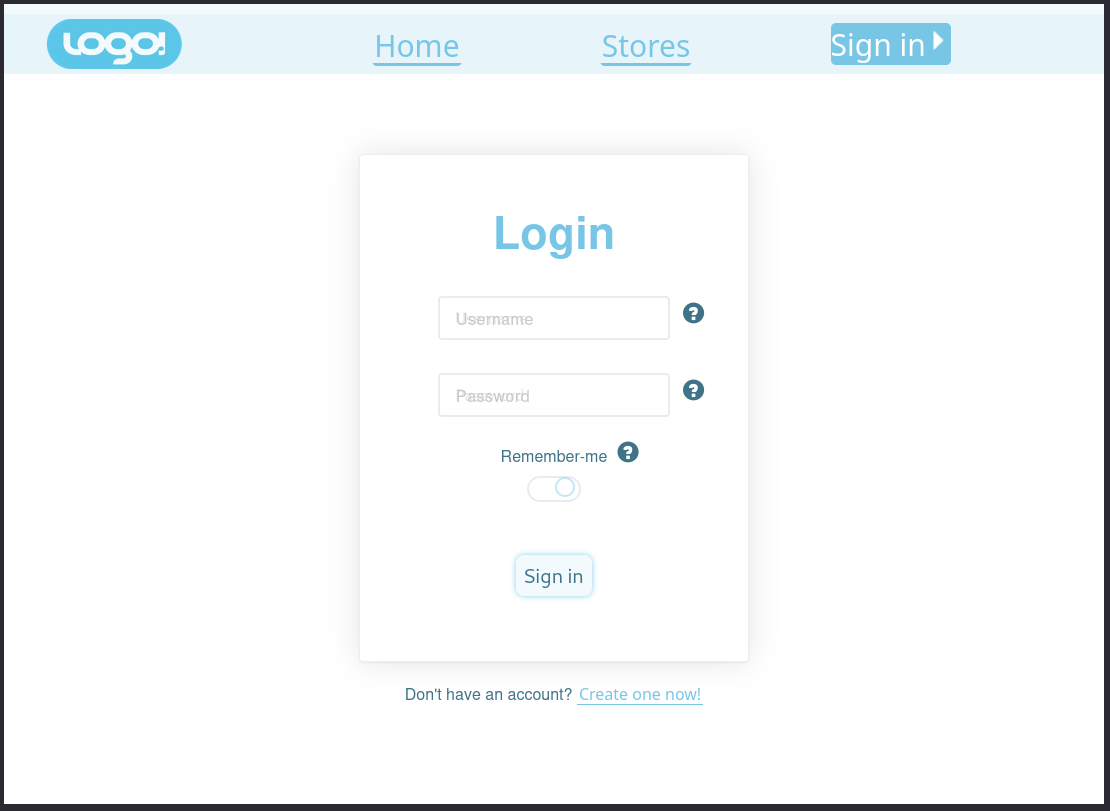 Logo!
Home
Stores
Sign in
Login
Username
?
Password
?
Remember-me ?
Sign in
Don't have an account? Create one now!